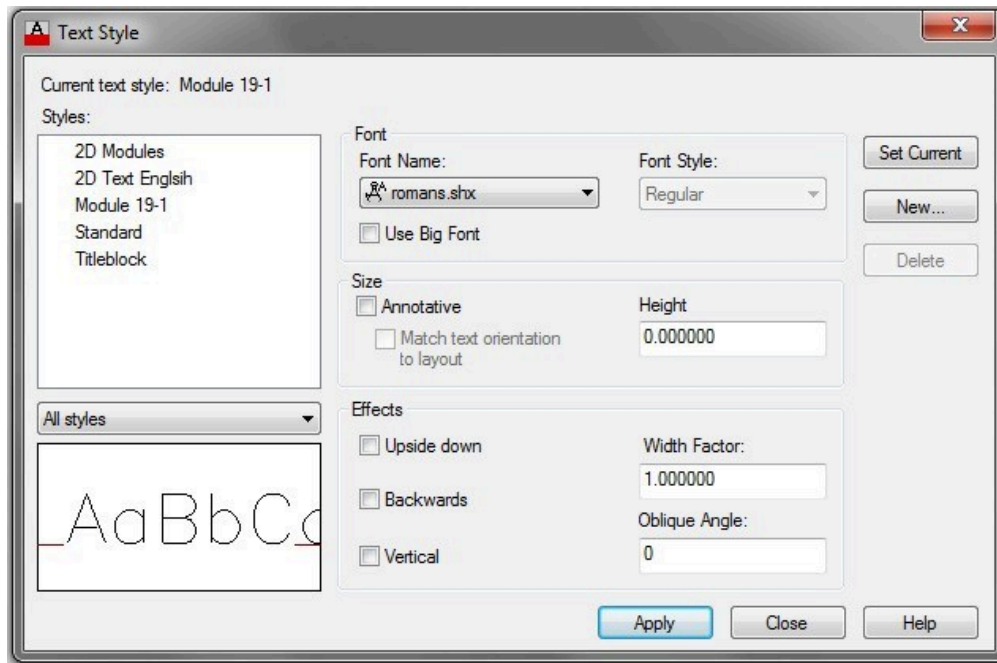 Text Style
Current text style: Module 19-1
Styles:
2D Modules
2D Text Englsih
Module 19-1
Standard
Titleblock
All styles
AaBbC
Font
Font Name:
romans.shx
Use Big Font
Font Style:
Regular
Size
Annotative
Match text orientation
to layout
Height
0.000000
Effects
Upside down
Backwards
Vertical
Width Factor:
1.000000
Oblique Angle:
0
Set Current
New...
Delete
Apply
Close
Help